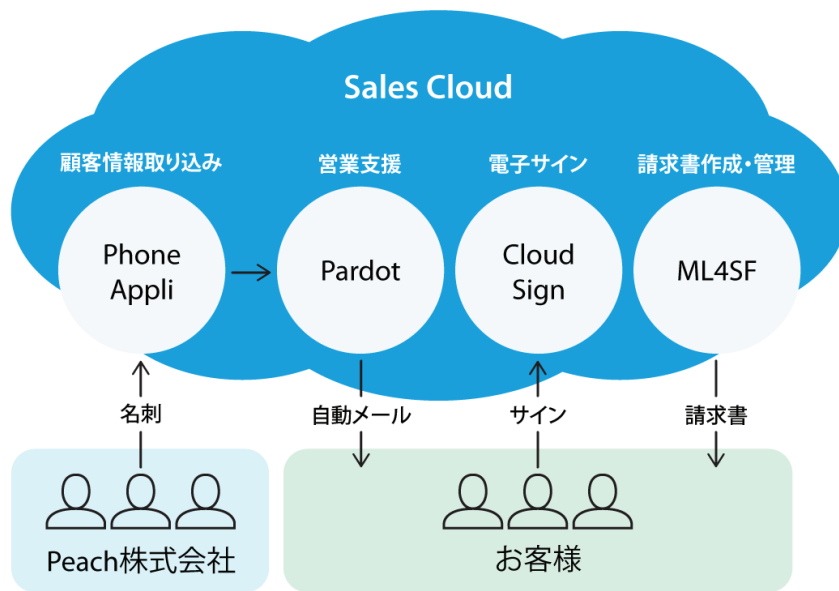 Sales Cloud
顧客情報取り込み
営業支援
電子サイン
請求書作成・管理
Phone
Appli
Pardot
Cloud
Sign
ML4SF
名刺
自動メール
サイン
請求書
Peach株式会社
お客様